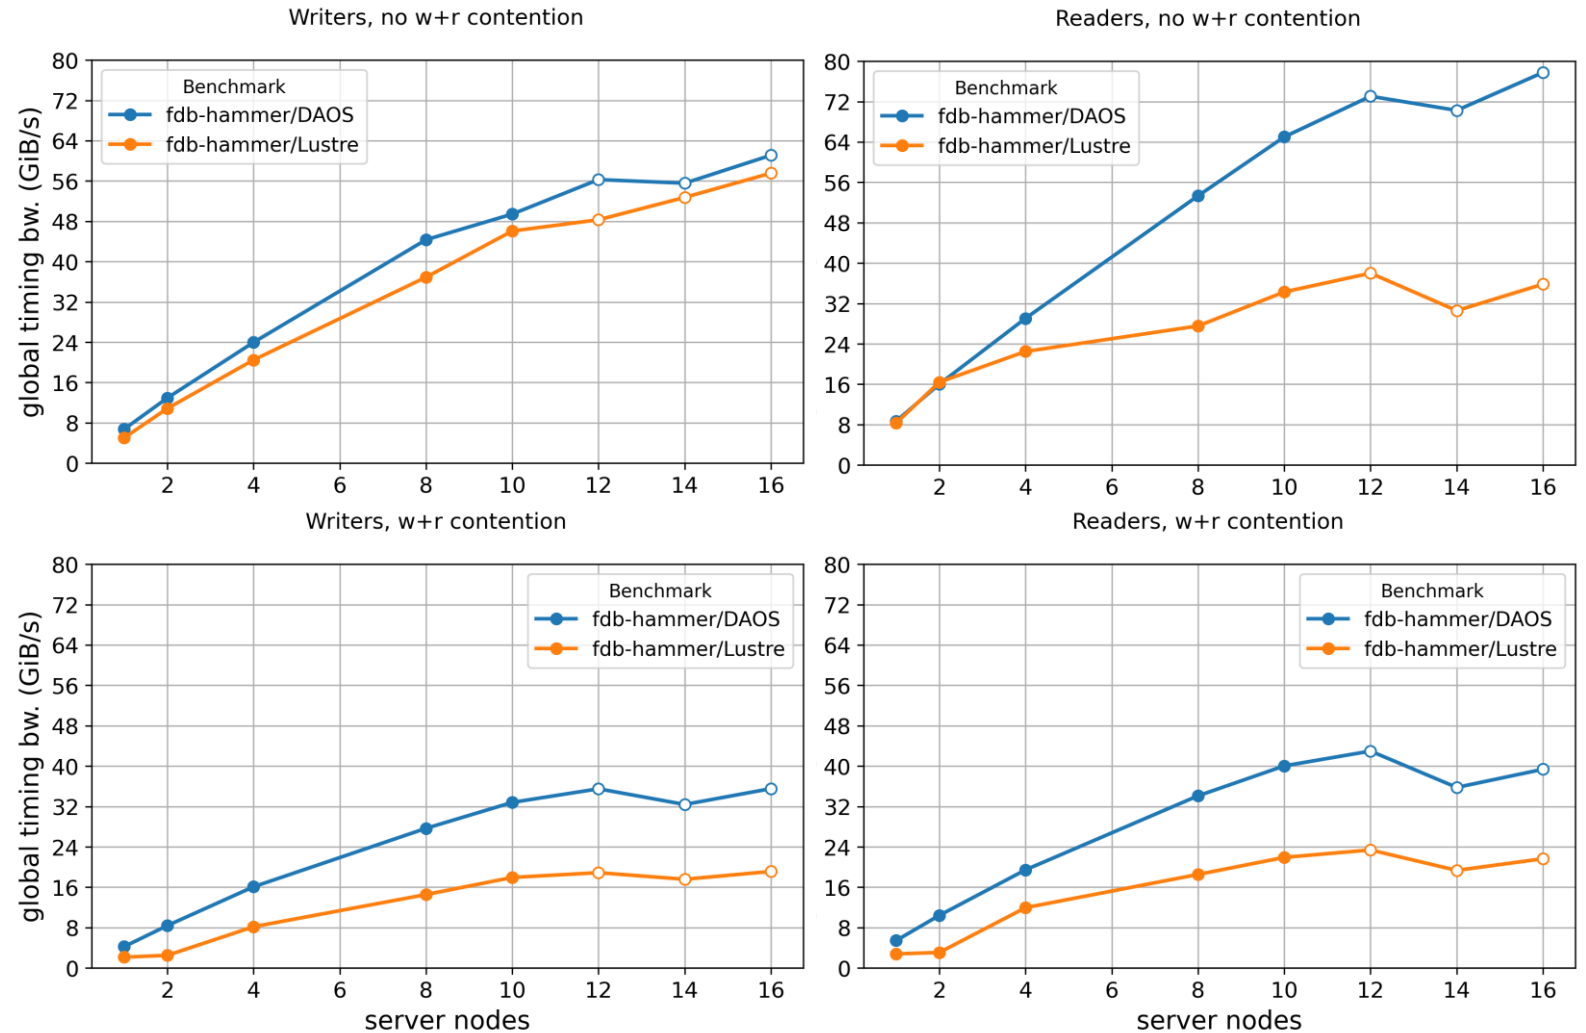 Writers, no w+r contention
80
72
64
56
48
40
32
24
16
8
0
global timing bw. (GiB/s)
Benchmark
fdb-hammer/DAOS
fdb-hammer/Lustre
2 4 6 8 10 12 14 16
Readers, no w+r contention
80
72
64
56
48
40
32
24
16
8
0
Benchmark
fdb-hammer/DAOS
fdb-hammer/Lustre
2 4 6 8 10 12 14 16
Writers, w+r contention
80
72
64
56
48
40
32
24
16
8
0
global timing bw. (GiB/s)
Benchmark
fdb-hammer/DAOS
fdb-hammer/Lustre
2 4 6 8 10 12 14 16
server nodes
Readers, w+r contention
80
72
64
56
48
40
32
24
16
8
0
Benchmark
fdb-hammer/DAOS
fdb-hammer/Lustre
2 4 6 8 10 12 14 16
server nodes